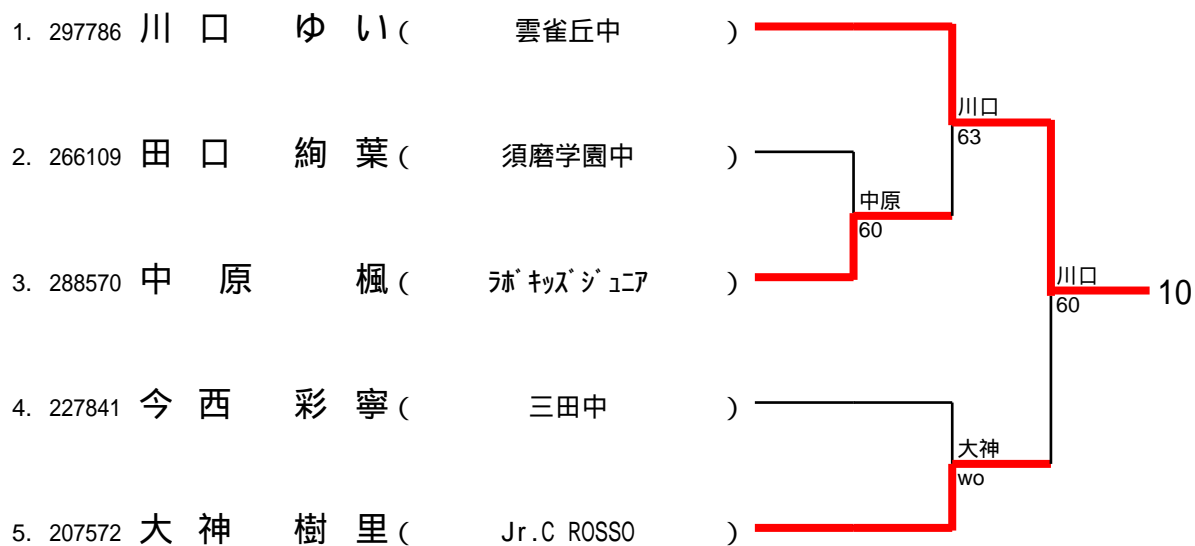 1. 297786 川口 ゆい ( 雲雀丘中 )
川口
63
2. 266109 田口 絢葉 ( 須磨学園中 )
中原
60
3. 288570 中原 楓 ( ラボキッズジュニア )
川口
60
10
4. 227841 今西 彩寧 ( 三田中 )
大神
wo
5. 207572 大神 樹里 ( Jr.C ROSSO )